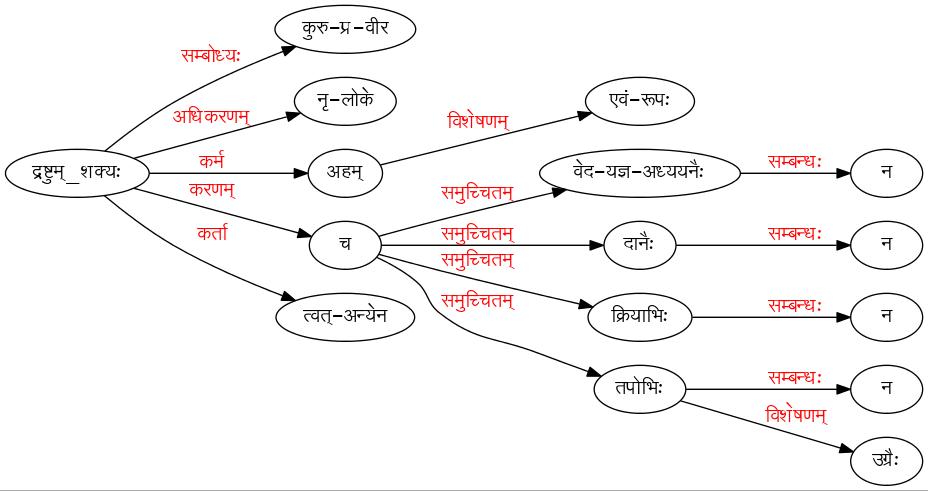 कुरु-प्र-वीर
सम्बोध्यः
नृ-लोके
एवं-रूपः
अधिकरणम्
विशेषणम्
द्रष्टुम्_शक्यः
कर्म
अहम्
वेद-यज्ञ-अध्ययनैः
सम्बन्धः
न
करणम्
समुच्चितम्
कर्ता
च
समुच्चितम्
दानैः
सम्बन्धः
न
समुच्चितम्
त्वत्-अन्येन
समुच्चितम्
क्रियाभिः
सम्बन्धः
न
तपोभिः
सम्बन्धः
न
विशेषणम्
उग्रैः